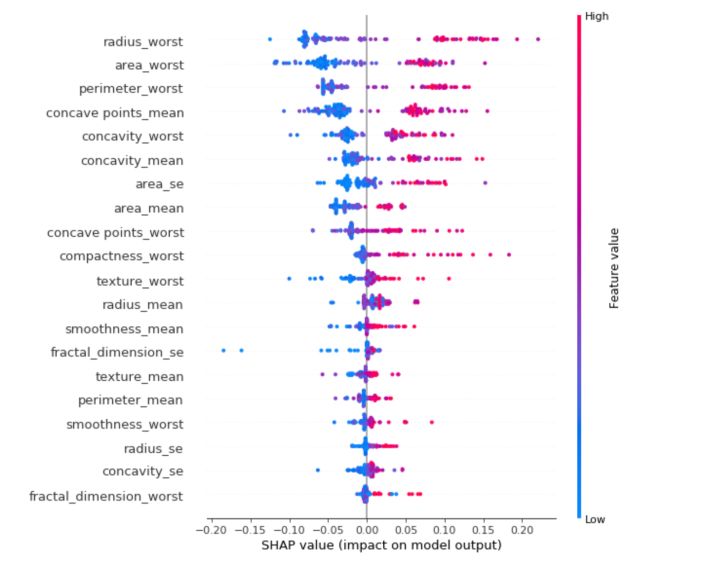 High
radius_worst
area_worst
perimeter_worst
concave points_mean
concavity_worst
concavity_mean
area_se
area_mean
concave points_worst
compactness_worst
texture_worst
radius_mean
smoothness_mean
fractal_dimension_se
texture_mean
perimeter_mean
smoothness_worst
radius_se
concavity_se
fractal_dimension_worst
Feature value
Low
−0.20 −0.15 −0.10 −0.05 0.00 0.05 0.10 0.15 0.20
SHAP value (impact on model output)